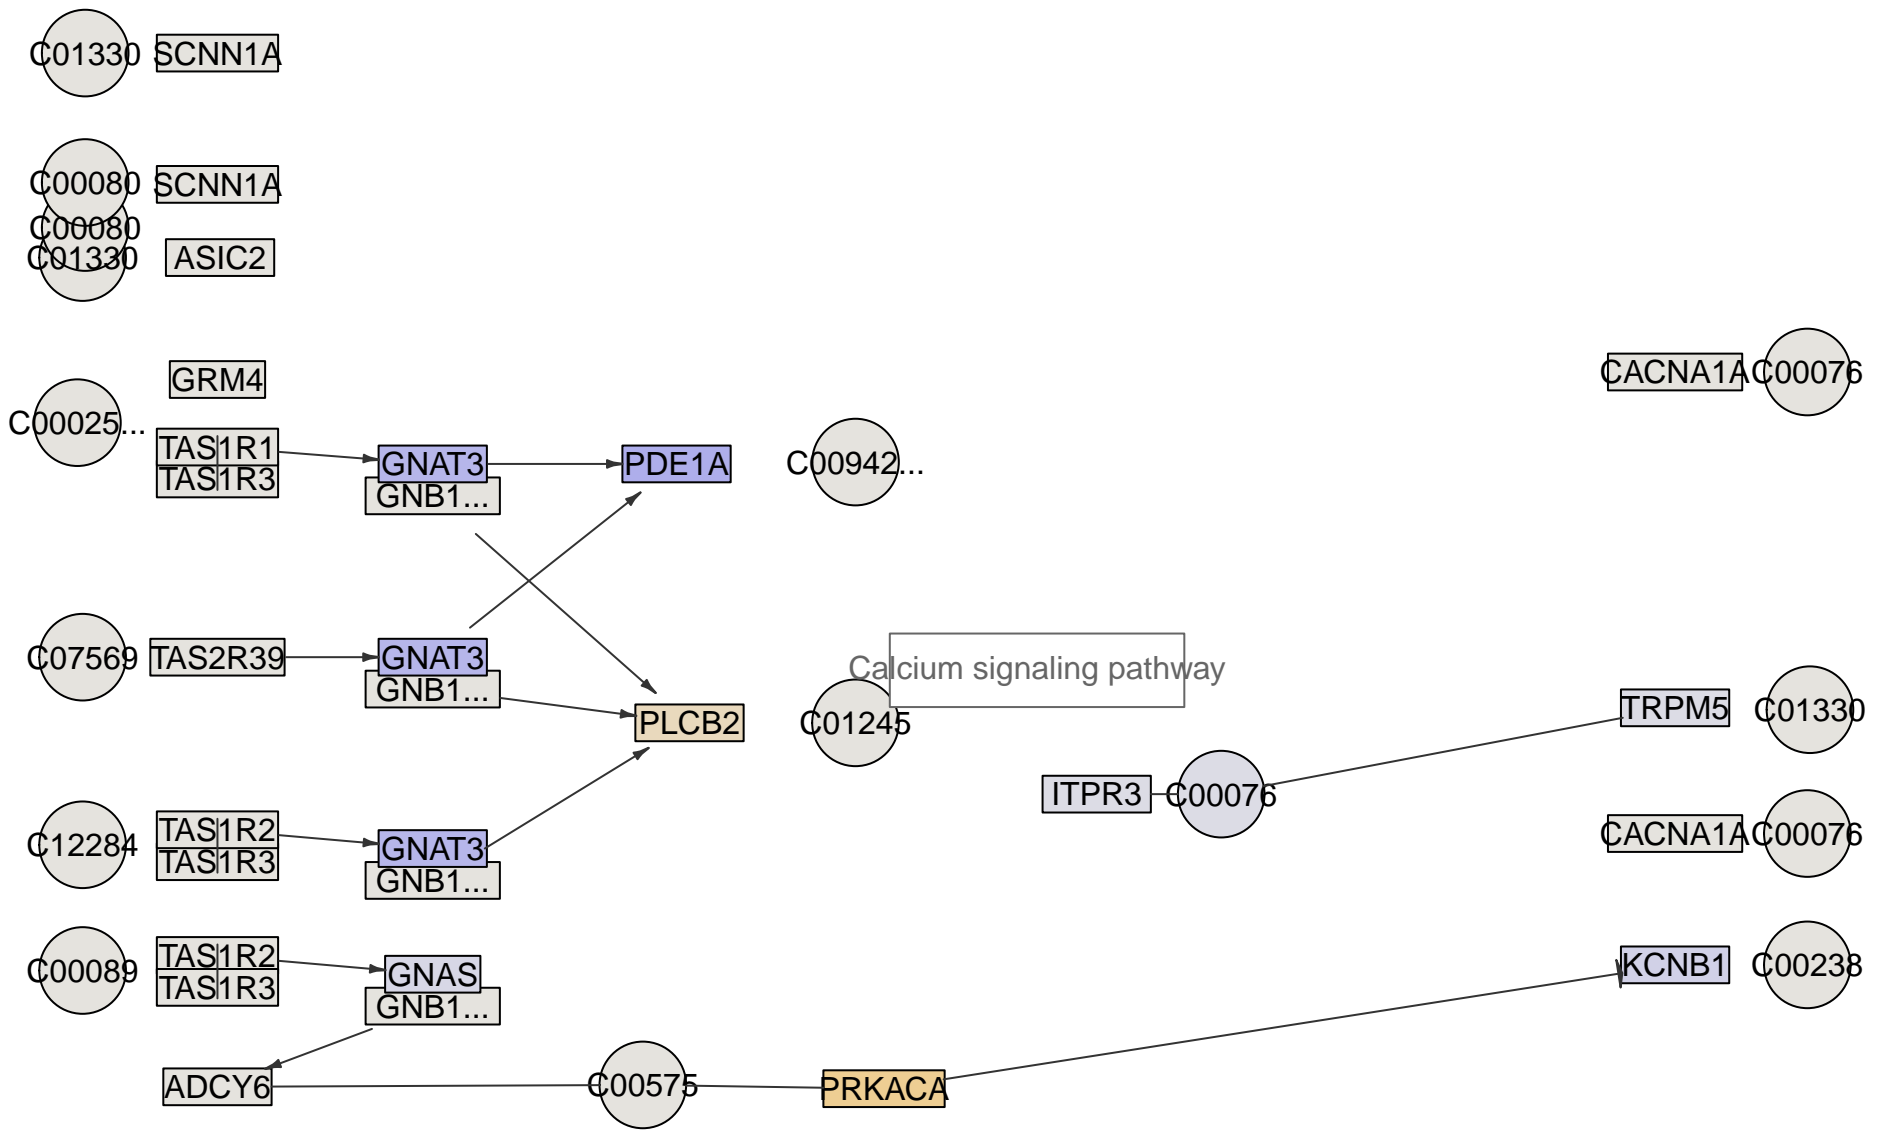 C01330 SCNN1A
C00080 SCNN1A
C00080
C01330 ASIC2
GRM4
CACNA1A C00076
C00025...
TAS1R1
TAS1R3
GNAT3
GNB1...
PDE1A
C00942...
C07569 TAS2R39
GNAT3
GNB1...
Calcium signaling pathway
PLCB2
C01245
TRPM5 C01330
ITPR3 C00076
C12284
TAS1R2
TAS1R3
GNAT3
GNB1...
CACNA1A C00076
C00089
TAS1R2
TAS1R3
GNAS
GNB1...
KCNB1 C00238
ADCY6
C00575
PRKACA